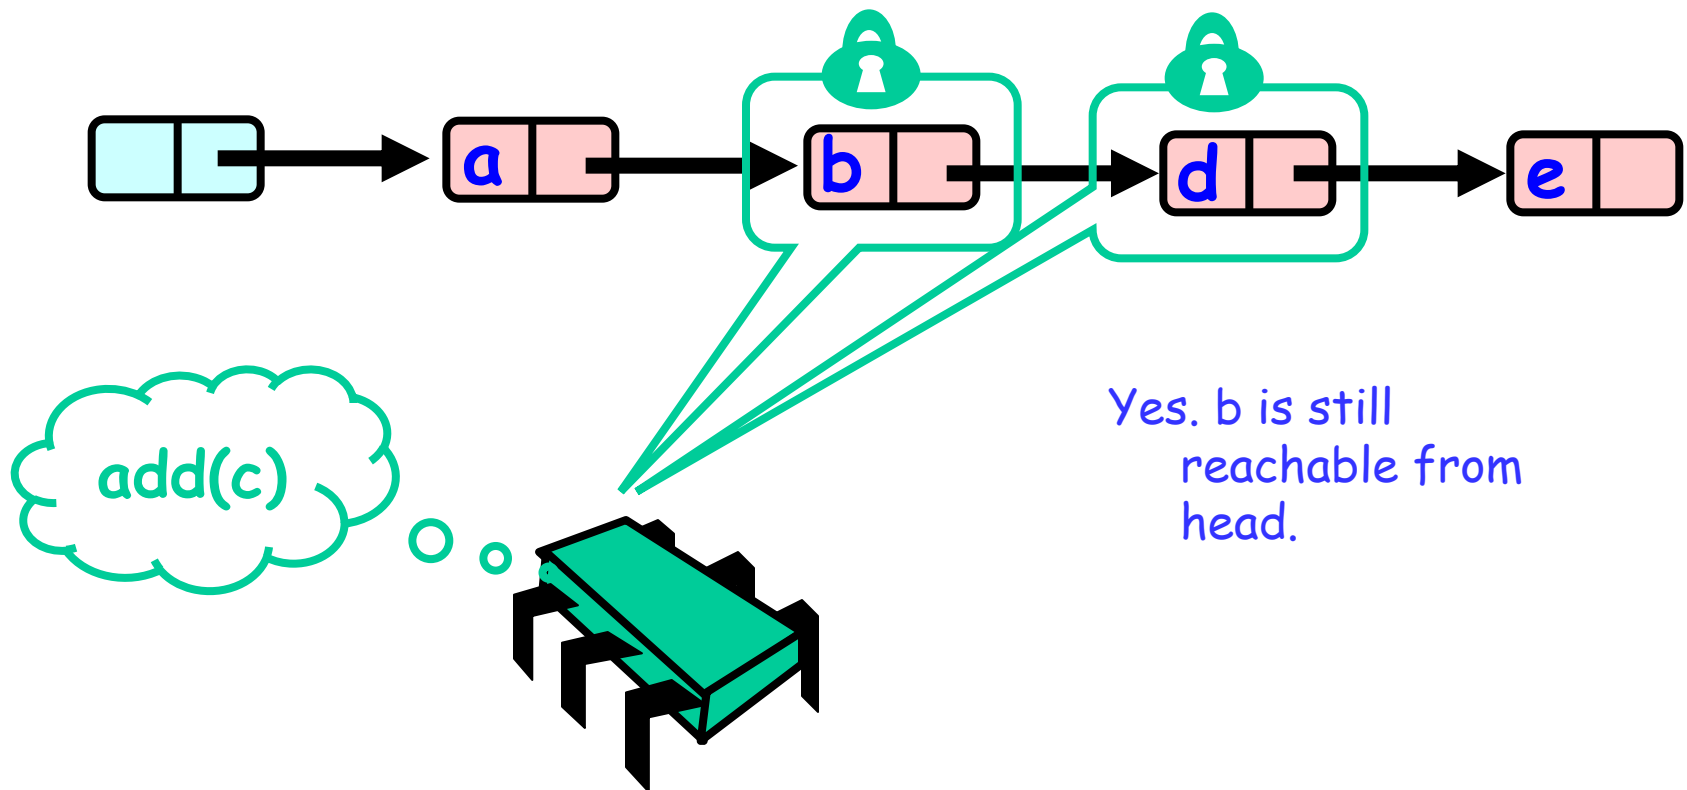 a
b
d
e
add(c)
Yes. b is still
reachable from
head.